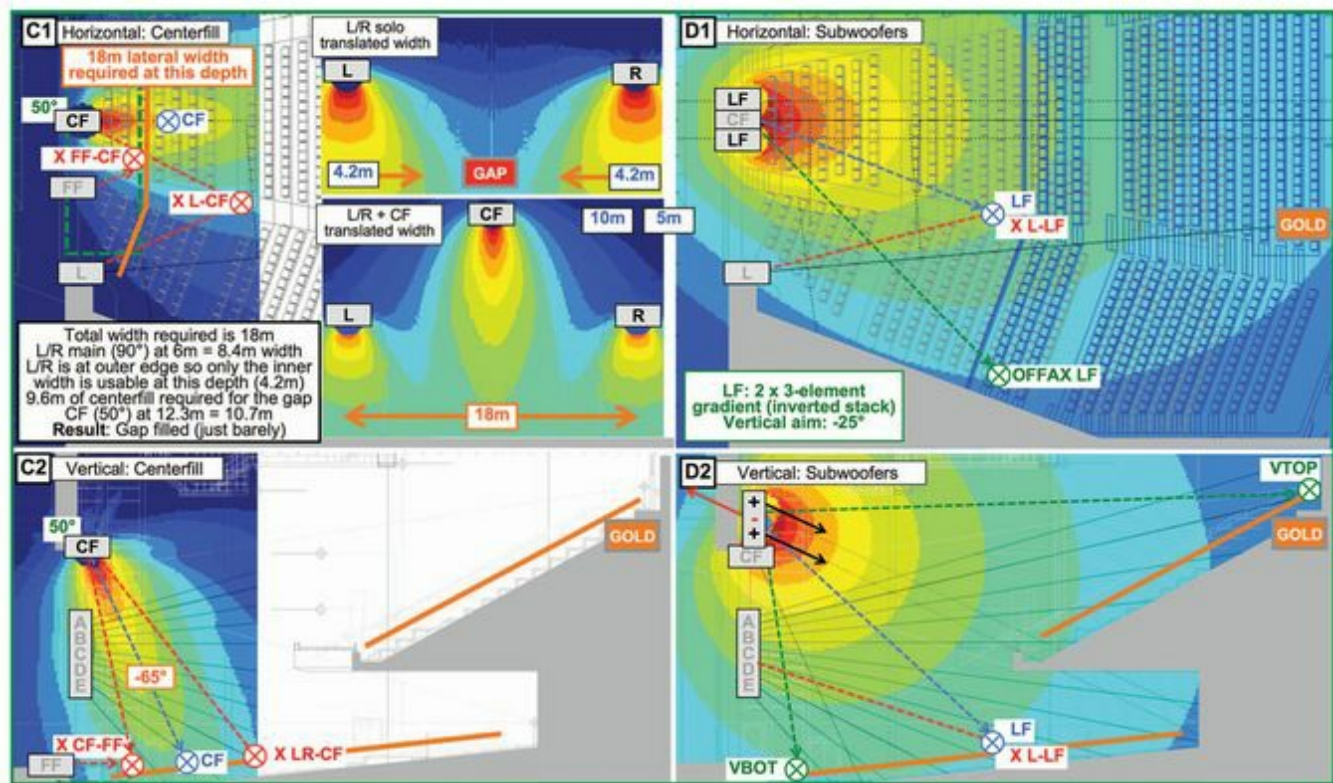 C1 Horizontal: Centerfill
18m lateral width
required at this depth
50°
CF
CF
X FF-CF
FF
X L-CF
L
Total width required is 18m
L/R main (90°) at 6m = 8.4m width
L/R is at outer edge so only the inner
width is usable at this depth (4.2m)
9.6m of centerfill required for the gap
CF (50°) at 12.3m = 10.7m
Result: Gap filled (just barely)
L/R solo
translated width
L
R
4.2m
GAP
4.2m
L/R + CF
translated width
CF
10m
5m
L
R
18m
D1 Horizontal: Subwoofers
LF
CF
LF
LF
X L-LF
GOLD
L
OFFAX LF
LF: 2 x 3-element
gradient (inverted stack)
Vertical aim: -25°
C2 Vertical: Centerfill
50°
CF
GOLD
A
B
C
D
E
-65°
X CF-FF
FF
CF
X LR-CF
D2 Vertical: Subwoofers
VTOP
+
-
+
CF
GOLD
A
B
C
D
E
LF
X L-LF
VBOT